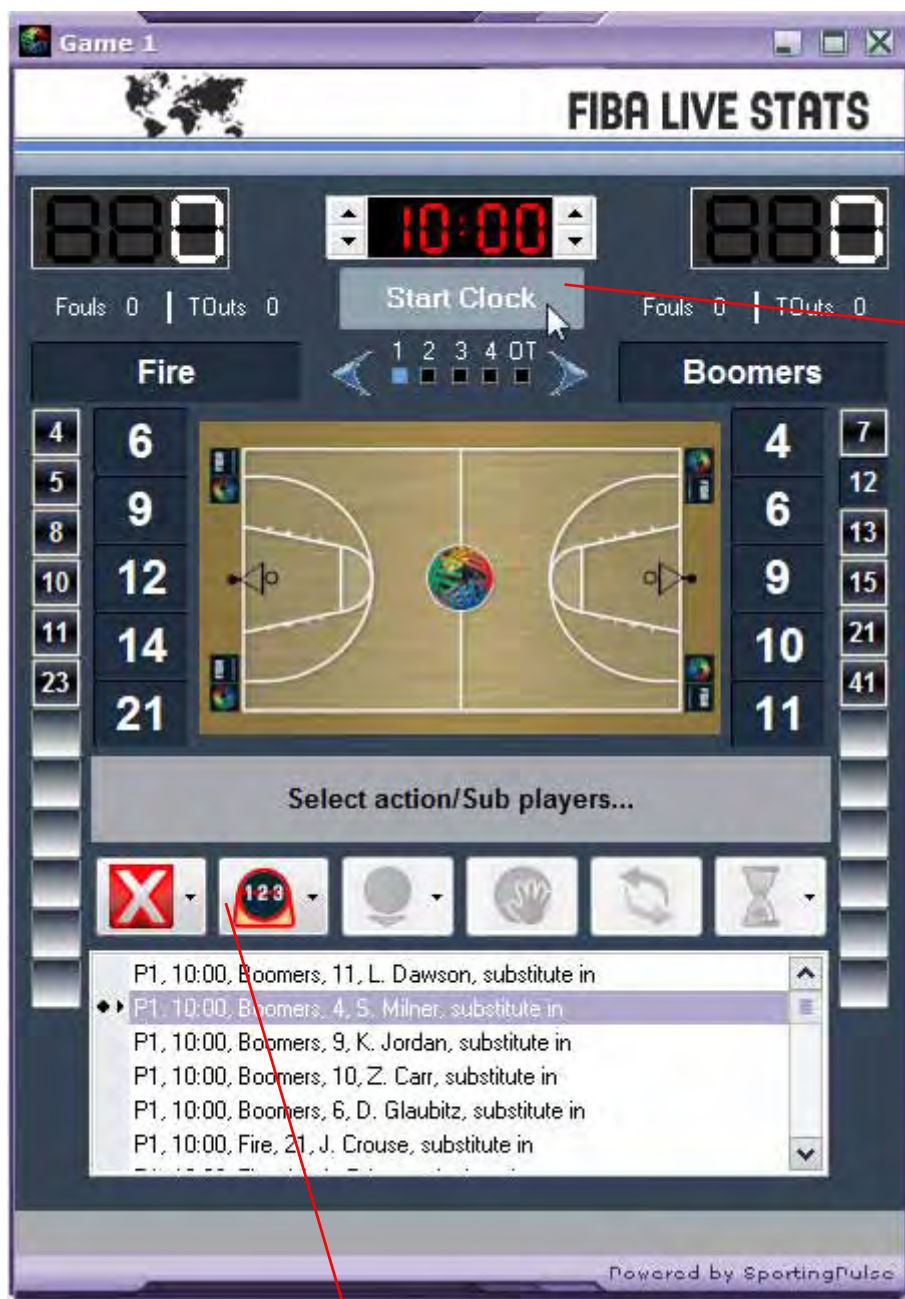 Game 1
FIBA LIVE STATS
0
10:00
0
Start Clock
Fouls 0 | TOuts 0
Fouls 0 | TOuts 0
1 2 3 4 OT
Fire
Boomers
4
5
8
10
11
23
6
9
12
14
21
4
6
9
10
11
7
12
13
15
21
41
Select action/Sub players...
X
1·2·3
P1, 10:00, Boomers, 11, L. Dawson, substitute in
P1, 10:00, Boomers, 4, S. Milner, substitute in
P1, 10:00, Boomers, 9, K. Jordan, substitute in
P1, 10:00, Boomers, 10, Z. Carr, substitute in
P1, 10:00, Boomers, 6, D. Glaubitz, substitute in
P1, 10:00, Fire, 21, J. Crouse, substitute in
Powered by SportingPulse